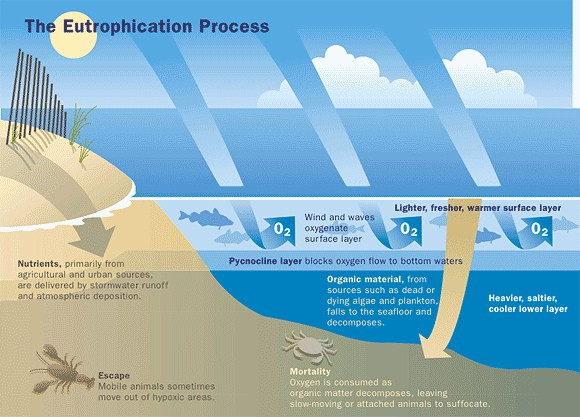 The Eutrophication Process
Lighter, fresher, warmer surface layer
O2
Wind and waves
oxygenate
surface layer
O2
O2
Pycnocline layer blocks oxygen flow to bottom waters
Nutrients, primarily from
agricultural and urban sources,
are delivered by stormwater runoff
and atmospheric deposition.
Organic material, from
sources such as dead or
dying algae and plankton,
falls to the seafloor and
decomposes.
Heavier, saltier,
cooler lower layer
Escape
Mobile animals sometimes
move out of hypoxic areas.
Mortality
Oxygen is consumed as
organic matter decomposes, leaving
slow-moving or attached animals to suffocate.